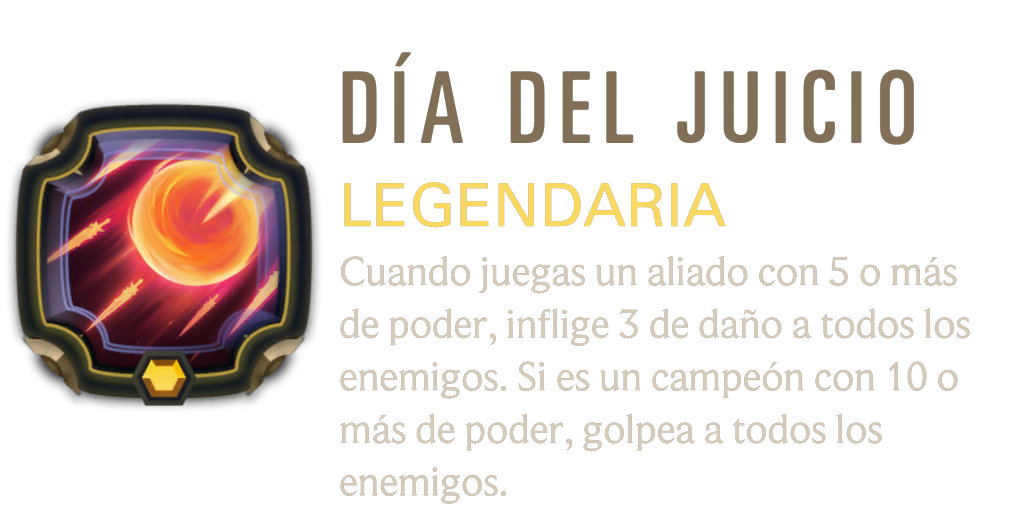 DÍA DEL JUICIO
LEGENDARIA
Cuando juegas un aliado con 5 o más
de poder, inflige 3 de daño a todos los
enemigos. Si es un campeón con 10 o
más de poder, golpea a todos los
enemigos.